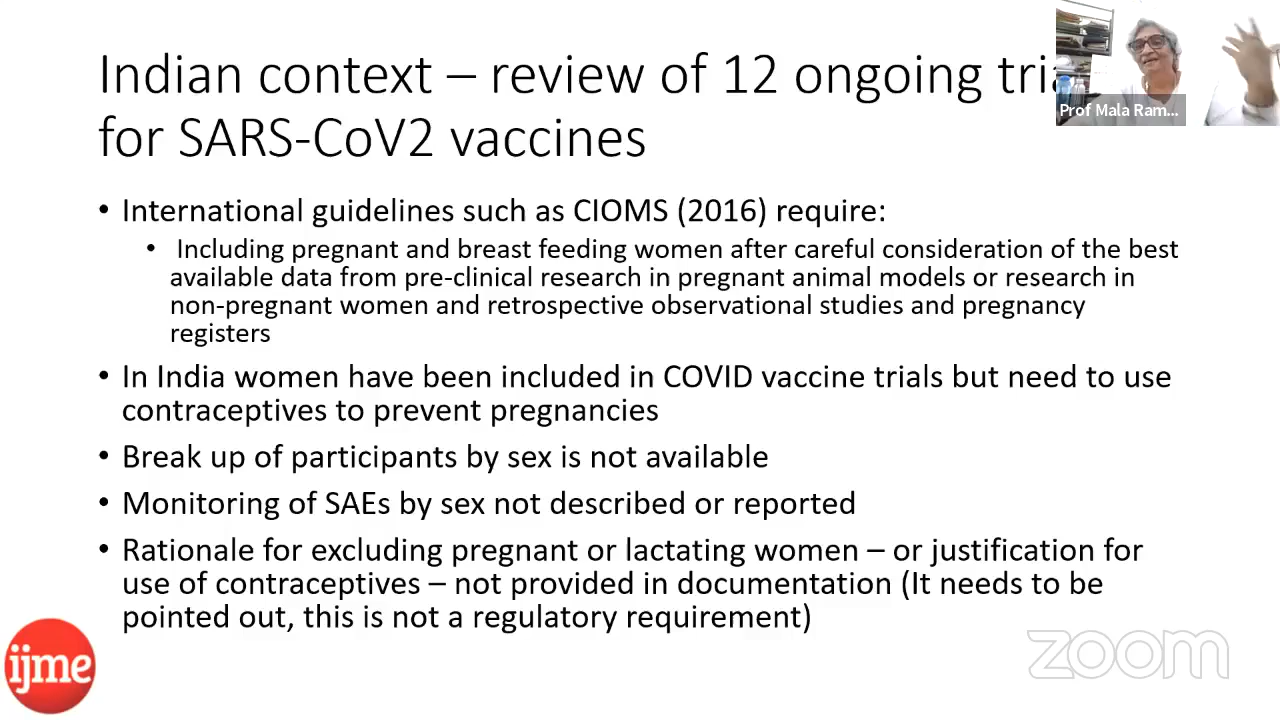 Indian context – review of 12 ongoing
for SARS-CoV2 vaccines
Prof Mala Ram...
• International guidelines such as CIOMS (2016) require:
• Including pregnant and breast feeding women after careful consideration of the best
available data from pre-clinical research in pregnant animal models or research in
non-pregnant women and retrospective observational studies and pregnancy
registers
• In India women have been included in COVID vaccine trials but need to use
contraceptives to prevent pregnancies
• Break up of participants by sex is not available
• Monitoring of SAEs by sex not described or reported
• Rationale for excluding pregnant or lactating women – or justification for
use of contraceptives – not provided in documentation (It needs to be
pointed out, this is not a regulatory requirement)
ijme
zoom